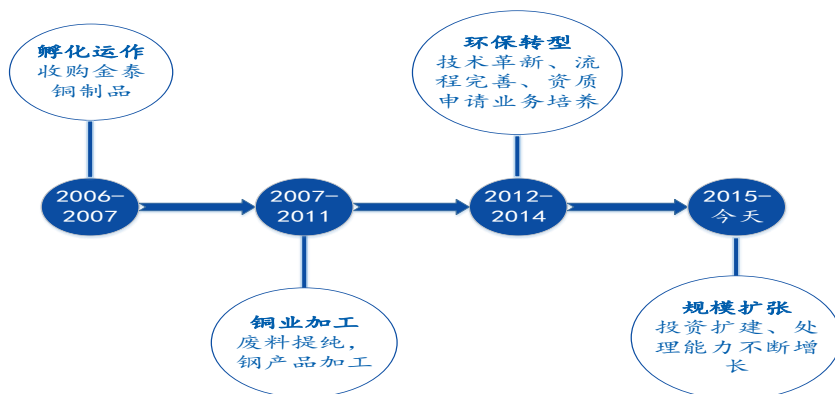 孵化运作
收购金泰
铜制品
环保转型
技术革新、流
程完善、资质
申请业务培养
2006-
2007
2007-
2011
2012-
2014
2015-
今天
铜业加工
废料提纯，
钢产品加工
规模扩张
投资扩建、处
理能力不断增
长